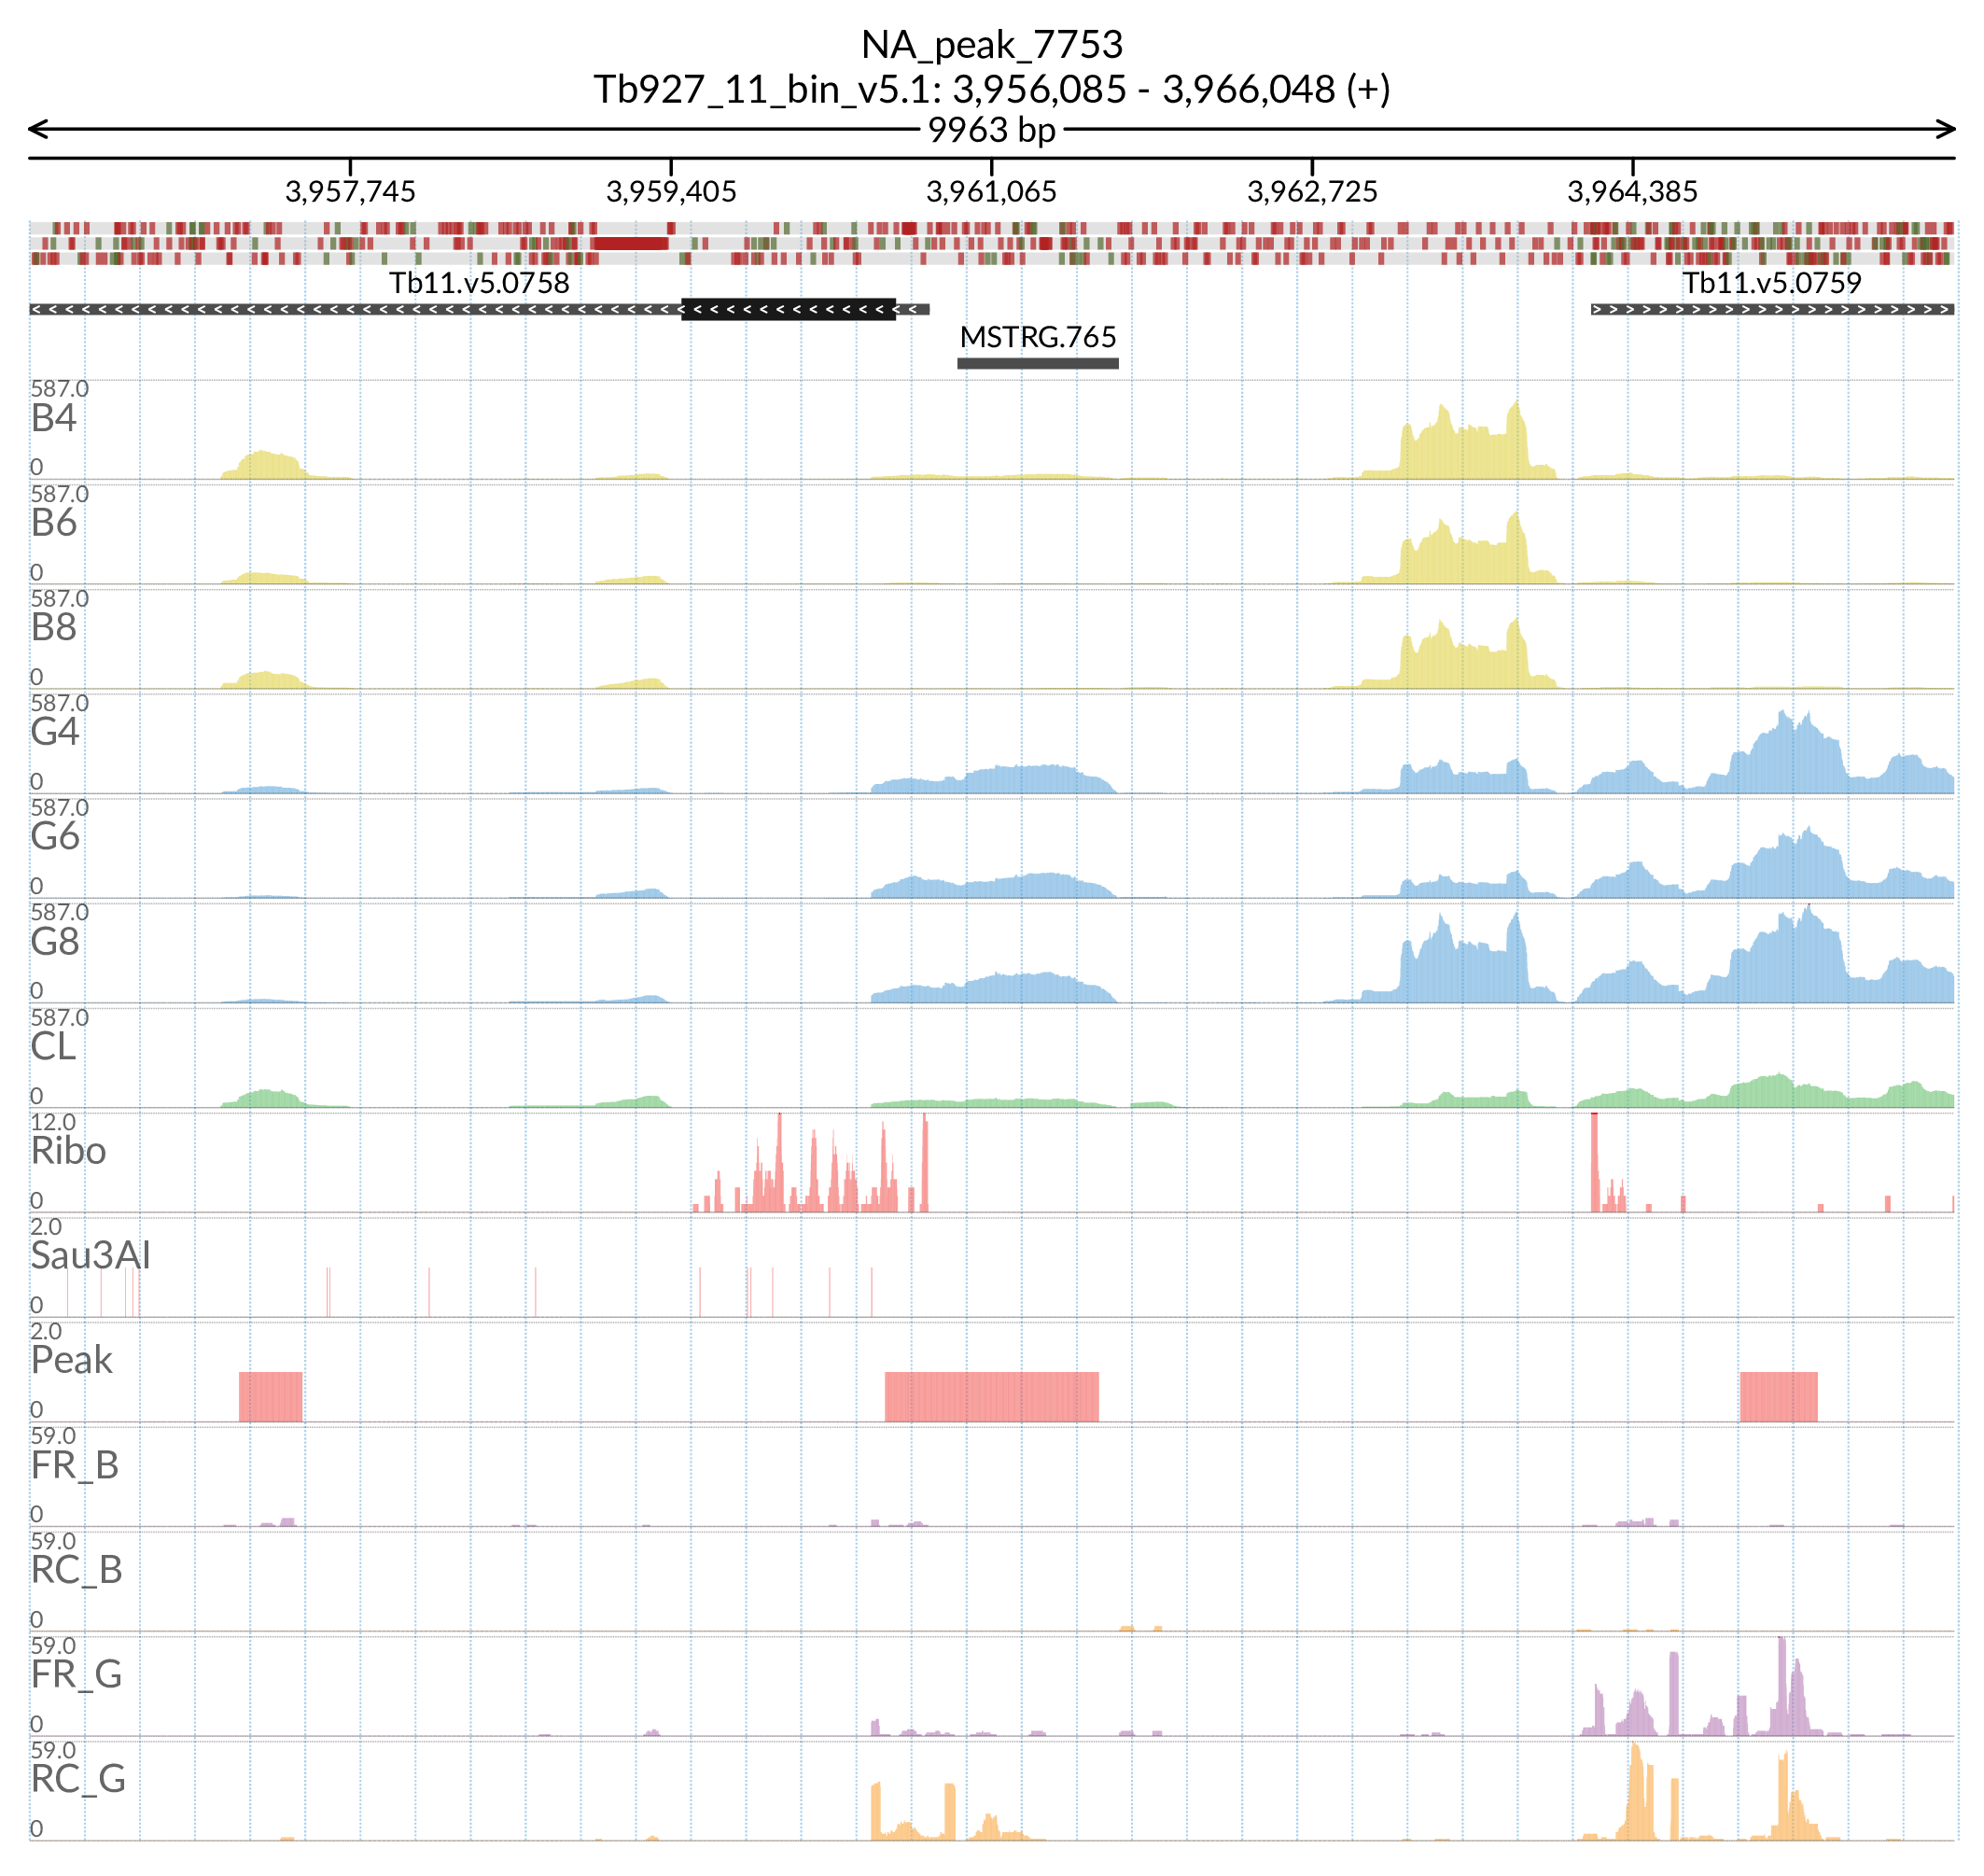 NA_peak_7753
Tb927_11_bin_v5.1: 3,956,085 - 3,966,048 (+)
9963 bp
3,957,745 3,959,405 3,961,065 3,962,725 3,964,385
Tb11.v5.0758 Tb11.v5.0759
MSTRG.765
587.0
B4
0
587.0
B6
0
587.0
B8
0
587.0
G4
0
587.0
G6
0
587.0
G8
0
587.0
CL
0
12.0
Ribo
0
2.0
Sau3AI
0
2.0
Peak
0
59.0
FR_B
0
59.0
RC_B
0
59.0
FR_G
0
59.0
RC_G
0